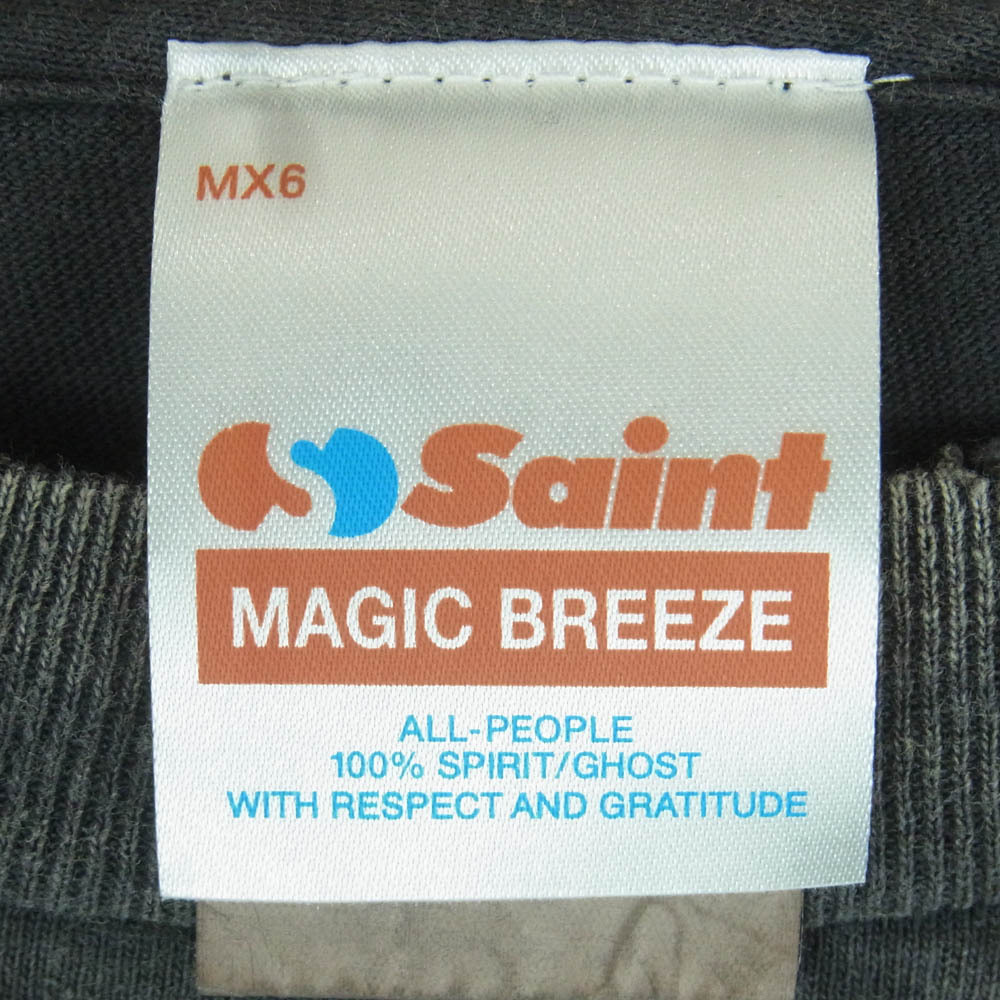 MX6
Saint
MAGIC BREEZE
ALL-PEOPLE
100% SPIRIT/GHOST
WITH RESPECT AND GRATITUDE